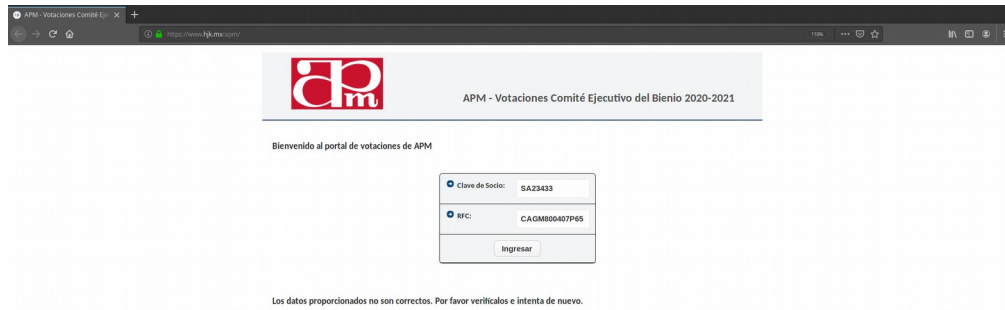 APM - Votaciones Comité Eje
https://www.hjk.mx/apm/
110%
apm
APM - Votaciones Comité Ejecutivo del Bienio 2020-2021
Bienvenido al portal de votaciones de APM
Clave de Socio: SA23433
RFC: CAGM800407P65
Ingresar
Los datos proporcionados no son correctos. Por favor verifícalos e intenta de nuevo.